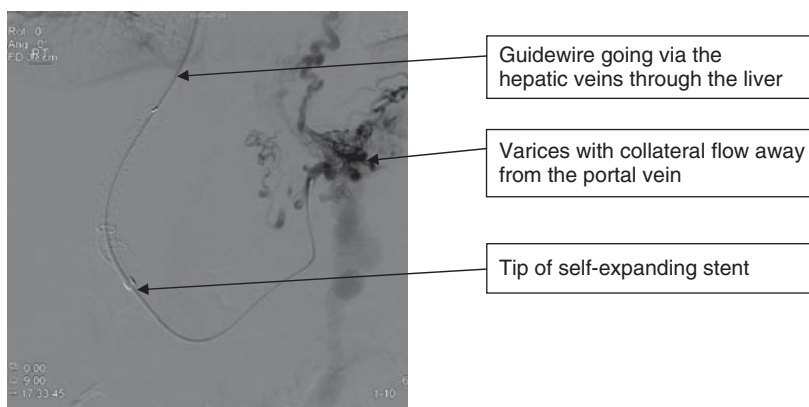 Rot 0
Ang 0
RT
Guidewire going via the
hepatic veins through the liver
Varices with collateral flow away
from the portal vein
Tip of self-expanding stent
0.00
9.00
17:33:45
1-10